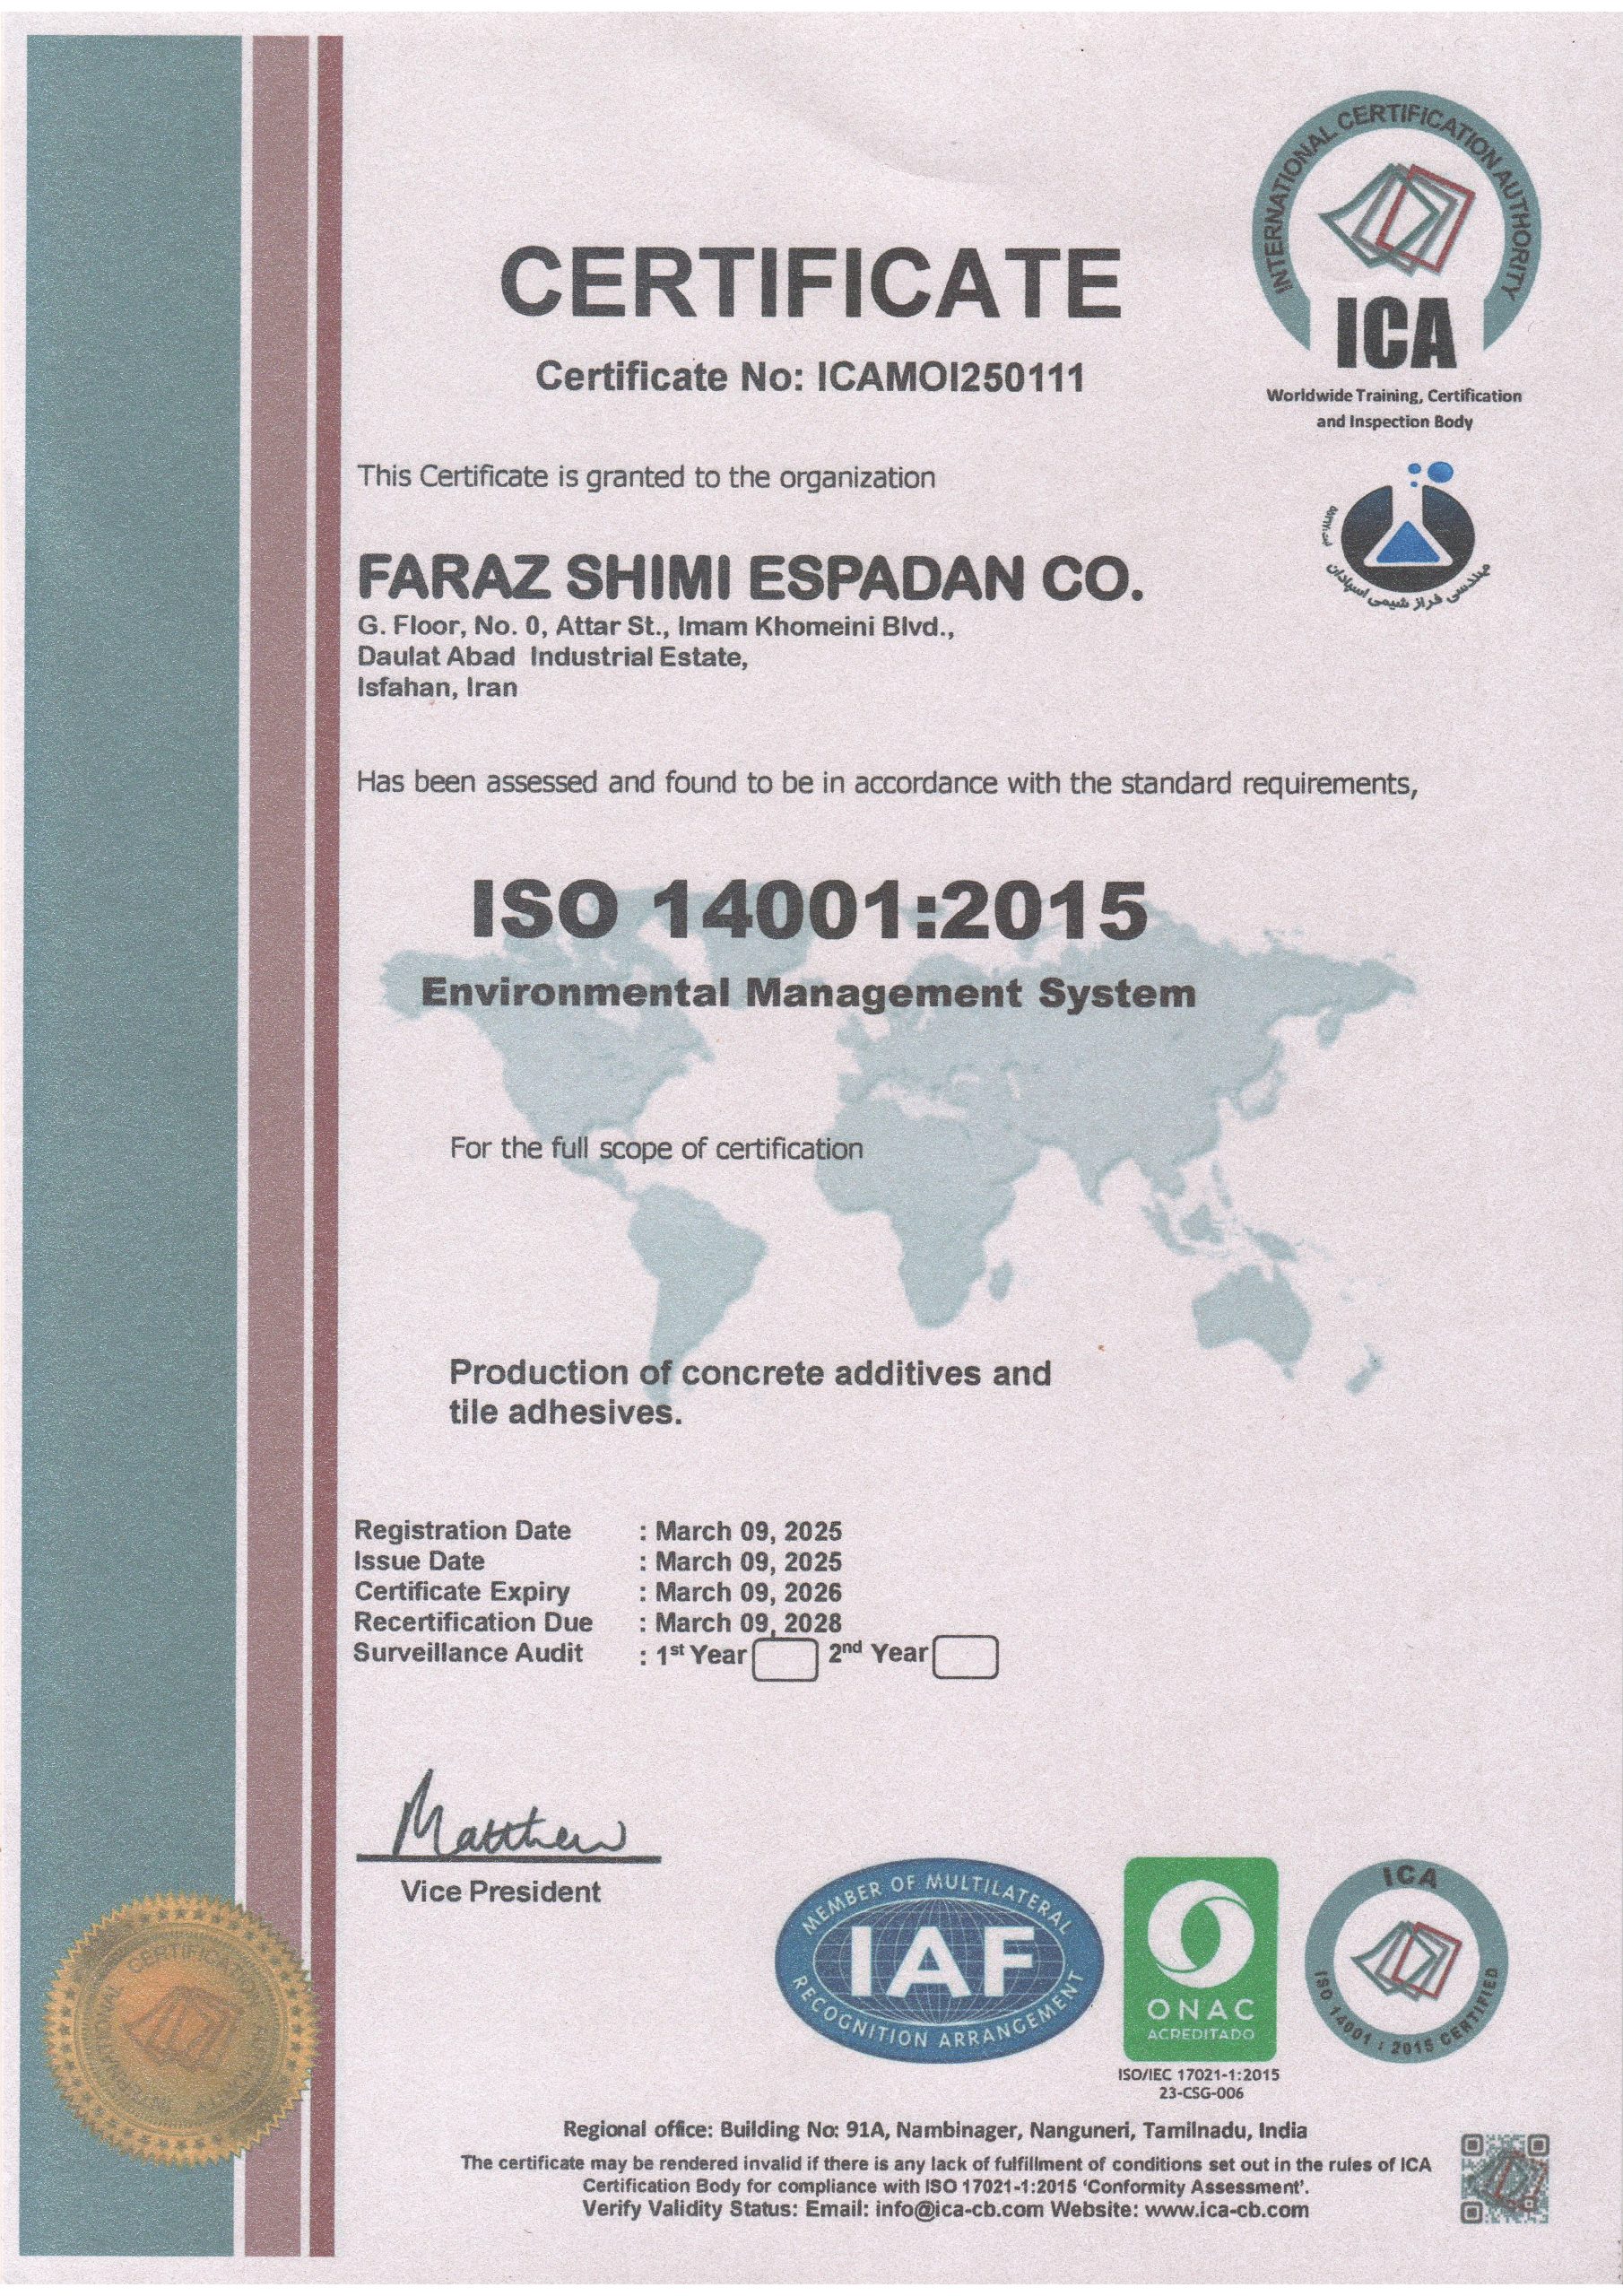 INTERNATIONAL CERTIFICATION AUTHORITY
ICA
Worldwide Training, Certification
and Inspection Body
CERTIFICATE
Certificate No: ICAMOI250111
This Certificate is granted to the organization
مهندسی فراز شیمی اسپادان
FARAZ SHIMI ESPADAN CO.
G. Floor, No. 0, Attar St., Imam Khomeini Blvd.,
Daulat Abad Industrial Estate,
Isfahan, Iran
Has been assessed and found to be in accordance with the standard requirements,
ISO 14001:2015
Environmental Management System
For the full scope of certification
Production of concrete additives and
tile adhesives.
Registration Date : March 09, 2025
Issue Date : March 09, 2025
Certificate Expiry : March 09, 2026
Recertification Due : March 09, 2028
Surveillance Audit : 1st Year 2nd Year
Matthew
Vice President
INTERNATIONAL CERTIFICATION
MEMBER OF MULTILATERAL
IAF
RECOGNITION ARRANGEMENT
ONAC
ACREDITADO
ISO/IEC 17021-1:2015
23-CSG-006
ICA
ISO 14001 : 2015 CERTIFIED
Regional office: Building No: 91A, Nambinager, Nanguneri, Tamilnadu, India
The certificate may be rendered invalid if there is any lack of fulfillment of conditions set out in the rules of ICA
Certification Body for compliance with ISO 17021-1:2015 ‘Conformity Assessment’.
Verify Validity Status: Email: info@ica-cb.com Website: www.ica-cb.com